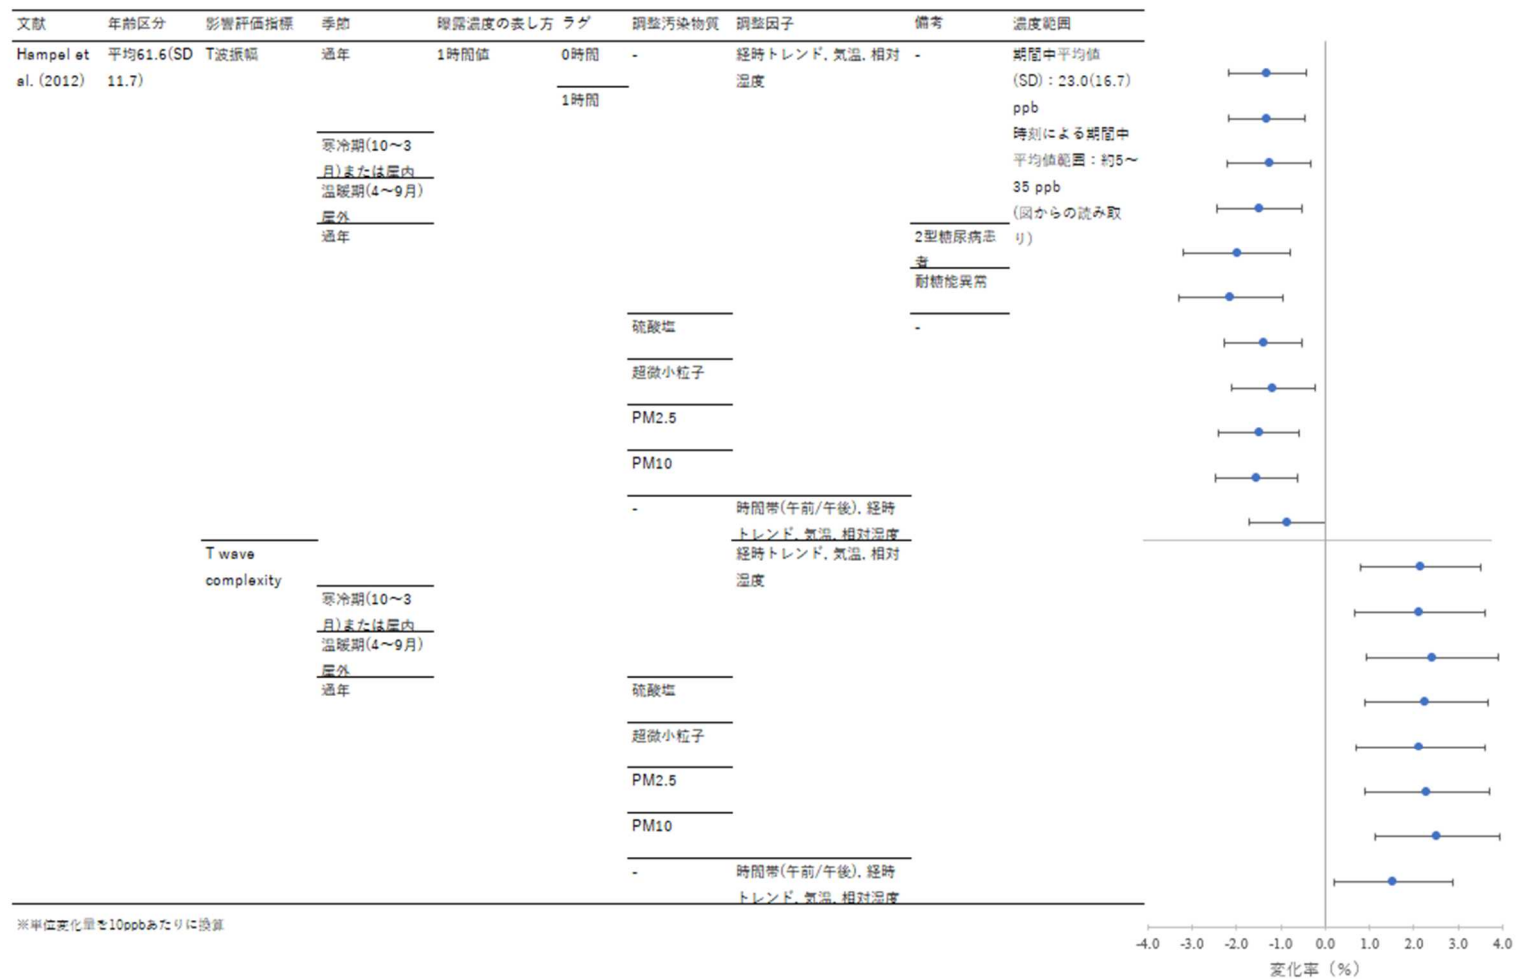 文献 年齢区分 影響評価指標 季節 曝露濃度の表し方 ラグ 調整汚染物質 調整因子 備考 濃度範囲
Hampel et al. (2012)
平均61.6(SD 11.7)
T波振幅
通年
1時間値
0時間
-
経時トレンド, 気温, 相対
湿度
-
期間中平均値
(SD)：23.0(16.7)
ppb
時刻による期間中
平均値範囲：約5～
35 ppb
(図からの読み取
り)
1時間
寒冷期(10～3
月)または屋内
温暖期(4～9月)
屋外
通年
2型糖尿病患
者
耐糖能異常
硫酸塩
-
超微小粒子
PM2.5
PM10
-
時間帯(午前/午後), 経時
トレンド, 気温, 相対湿度
T wave
complexity
経時トレンド, 気温, 相対
湿度
寒冷期(10～3
月)または屋内
温暖期(4～9月)
屋外
通年
硫酸塩
超微小粒子
PM2.5
PM10
-
時間帯(午前/午後), 経時
トレンド, 気温, 相対湿度
※単位変化量を10ppbあたりに換算
-4.0 -3.0 -2.0 -1.0 0.0 1.0 2.0 3.0 4.0
変化率（%）